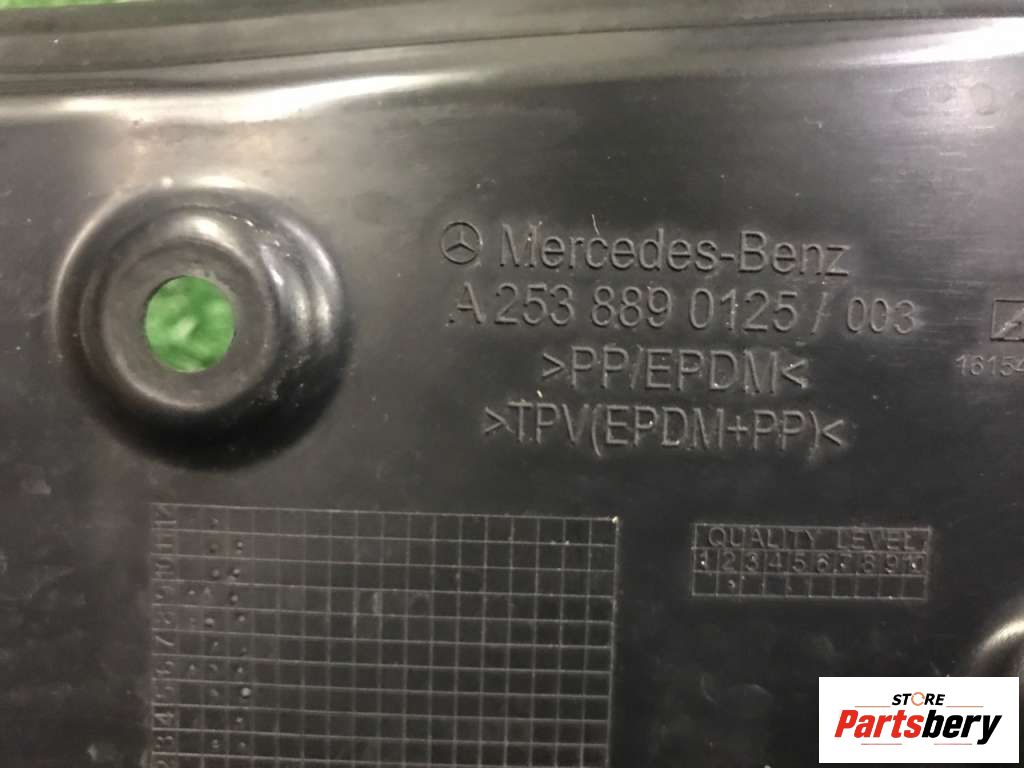 Mercedes-Benz
A 253 889 0125 / 003
>PP/EPDM<
>TPV(EPDM+PP)<
QUALITY LEVEL
1 2 3 4 5 6 7 8 9
STORE
Partsbery